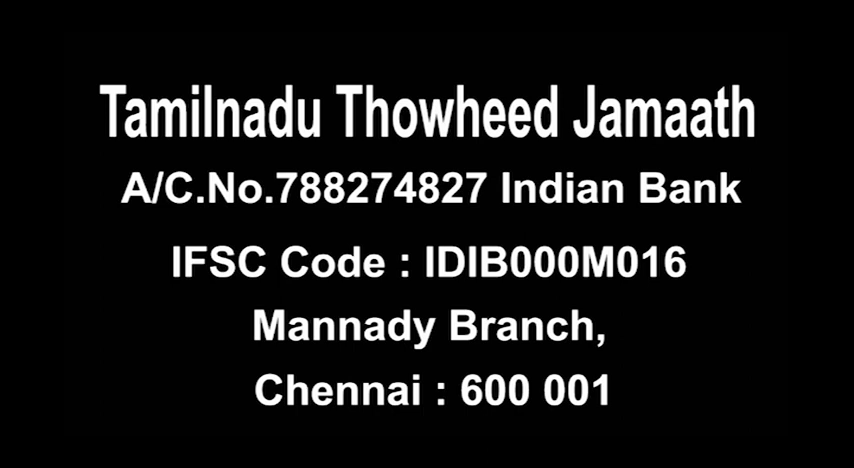 Tamilnadu Thowheed Jamaath
A/C.No.788274827 Indian Bank
IFSC Code : IDIB000M016
Mannady Branch,
Chennai : 600 001